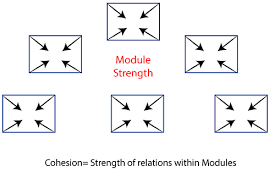 Module
Strength
Cohesion= Strength of relations within Modules